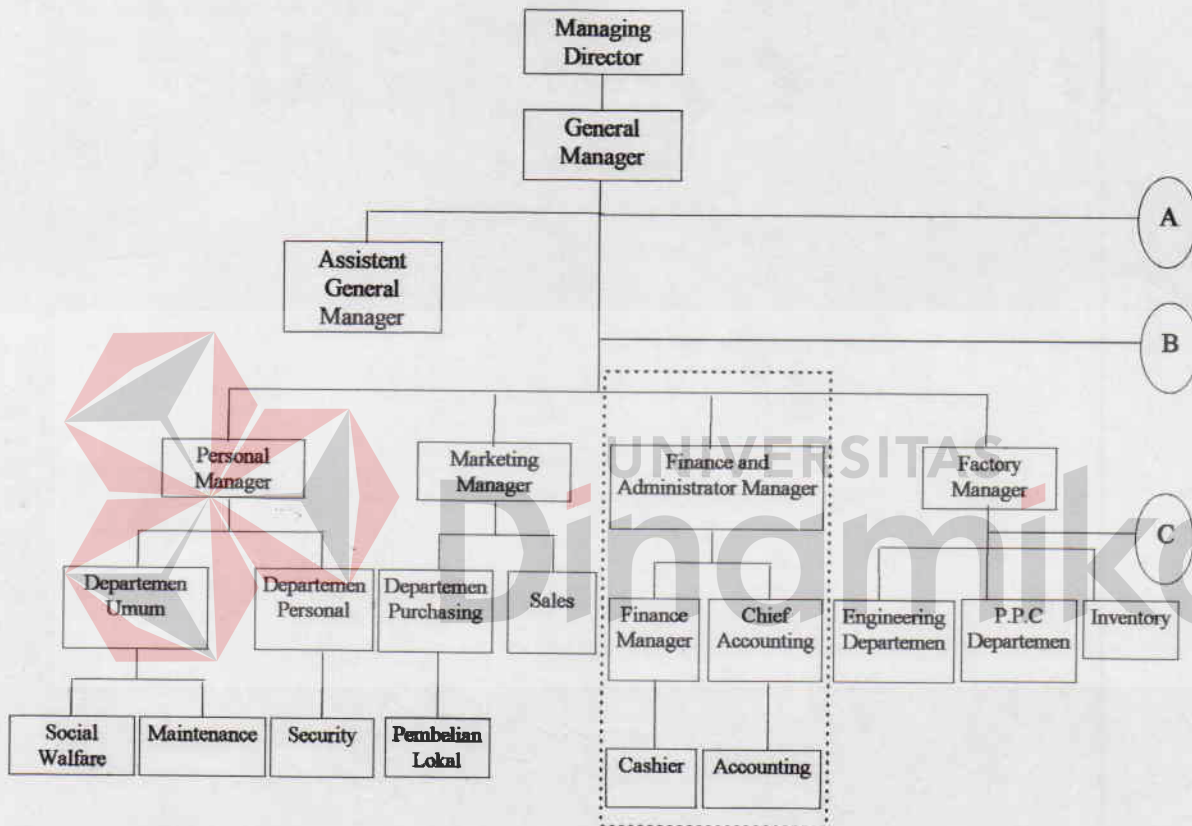 Managing
Director
General
Manager
A
Assistent
General
Manager
B
Personal
Manager
Marketing
Manager
UNIVERSITAS
Finance and
Administrator Manager
Factory
Manager
Dinamika
C
Departemen
Umum
Departemen
Personal
Departemen
Purchasing
Sales
Finance
Manager
Chief
Accounting
Engineering
Departemen
P.P.C
Departemen
Inventory
Social
Walfare
Maintenance
Security
Pembelian
Lokal
Cashier
Accounting